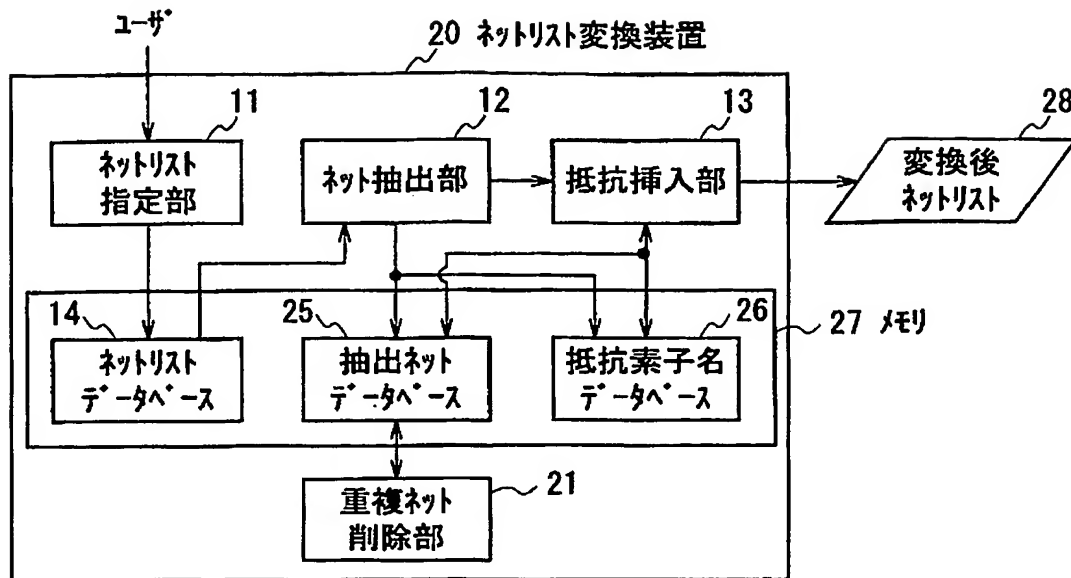 ﾕｰｻﾞ
20 ネットリスト変換装置
11
ネットリスト
指定部
12
ネット抽出部
13
抵抗挿入部
28
変換後
ネットリスト
14
ネットリスト
データベース
25
抽出ネット
データベース
26
抵抗素子名
データベース
27 メモリ
重複ネット
削除部
21